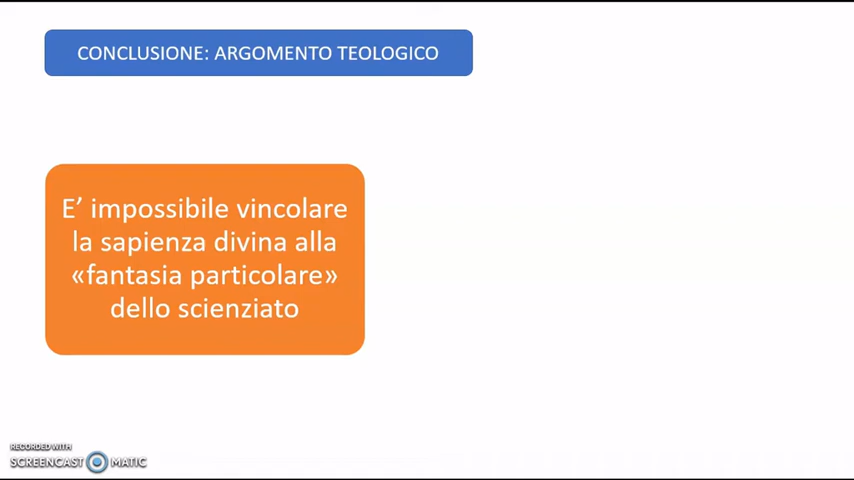 CONCLUSIONE: ARGOMENTO TEOLOGICO
E’ impossibile vincolare
la sapienza divina alla
«fantasia particolare»
dello scienziato
RECORDED WITH
SCREENCAST MATIC